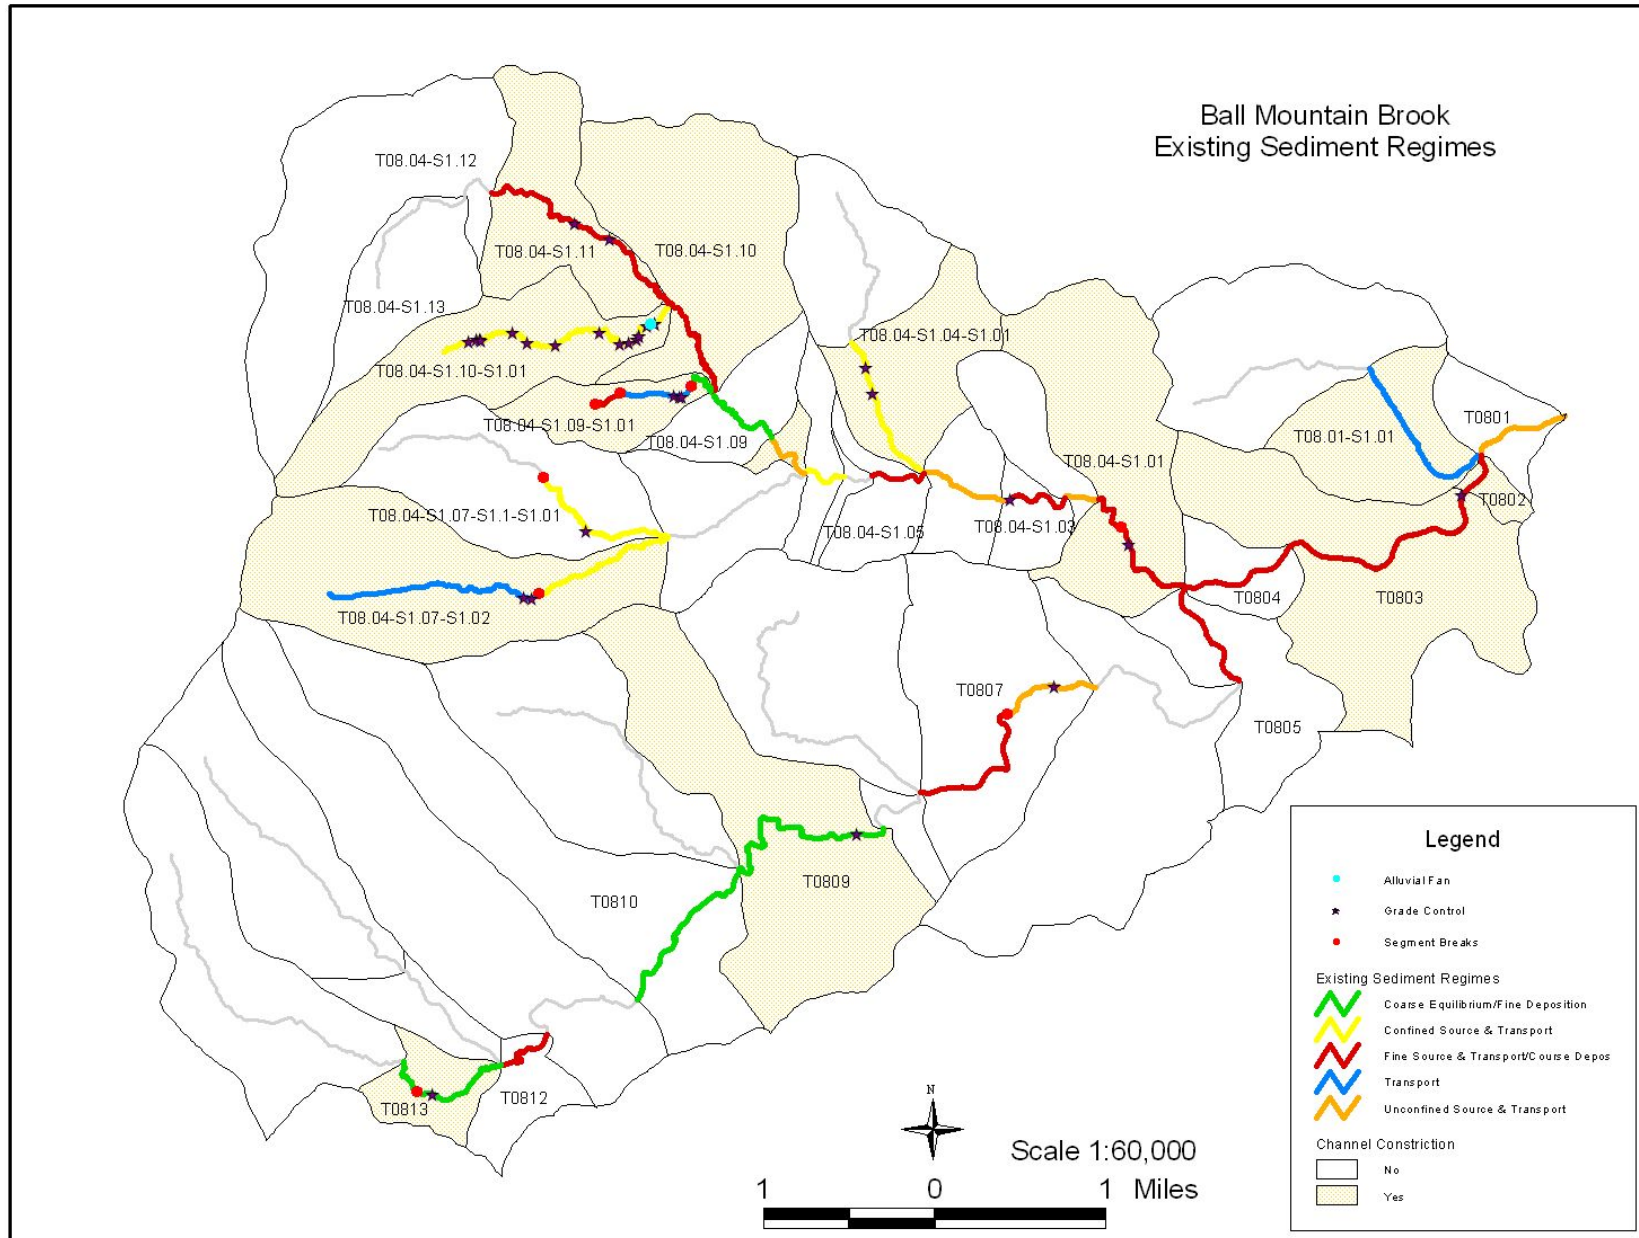 Ball Mountain Brook
Existing Sediment Regimes
T08.04-S1.12
T08.04-S1.11
T08.04-S1.10
T08.04-S1.13
T08.04-S1.04-S1.01
T08.04-S1.10-S1.01
T08.04-S1.09-S1.01
T08.04-S1.09
T08.04-S1.01
T08.01-S1.01
T0801
T0802
T08.04-S1.07-S1.1-S1.01
T08.04-S1.05
T08.04-S1.03
T08.04-S1.07-S1.02
T0804
T0803
T0807
T0805
T0809
T0810
T0813
T0812
N
Scale 1:60,000
1 0 1 Miles
Legend
Alluvial Fan
Grade Control
Segment Breaks
Existing Sediment Regimes
Coarse Equilibrium/Fine Deposition
Confined Source & Transport
Fine Source & Transport/Course Depos
Transport
Unconfined Source & Transport
Channel Constriction
No
Yes